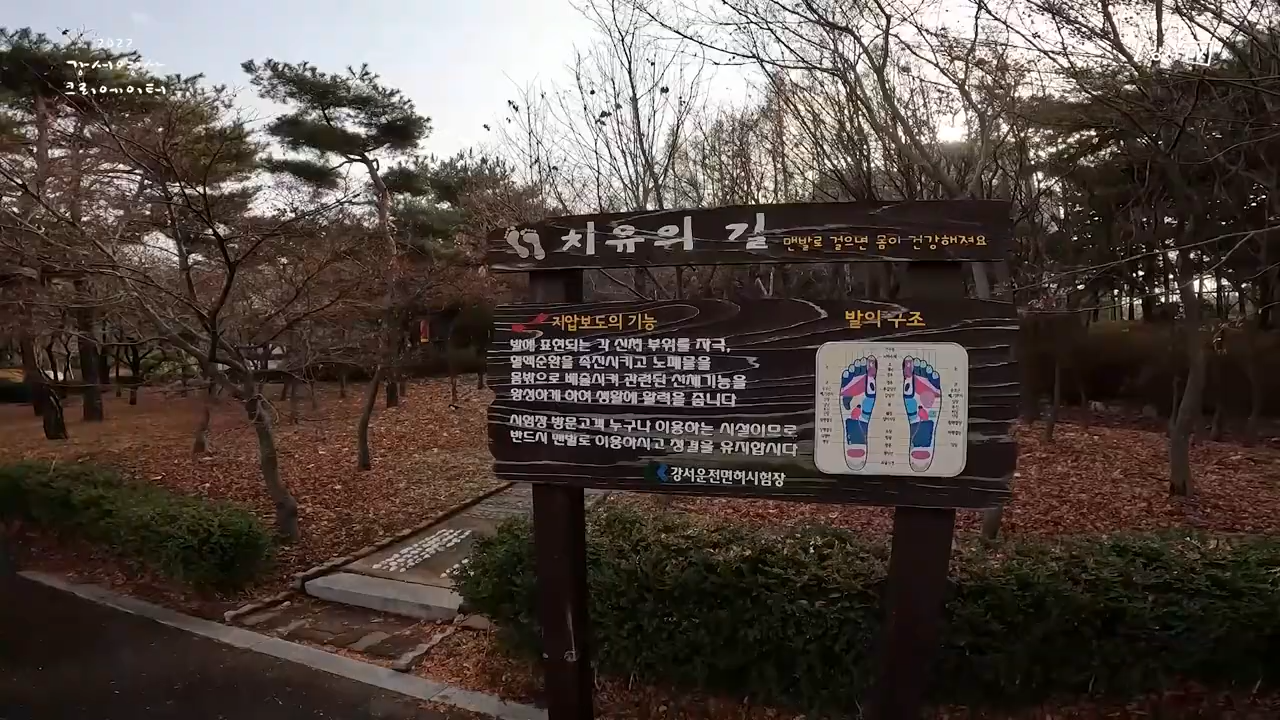 2022
강서영상
크리에이터
치유의 길 맨발로 걸으면 몸이 건강해져요
지압보도의 기능
발에 표현되는 각 신체 부위를 자극,
혈액순환을 촉진시키고 노폐물을
몸밖으로 배출시켜 관련된 신체기능을
왕성하게 하여 생활에 활력을 줍니다
시험장 방문고객 누구나 이용하는 시설이므로
반드시 맨발로 이용하시고 청결을 유지합시다
발의 구조
강서운전면허시험장